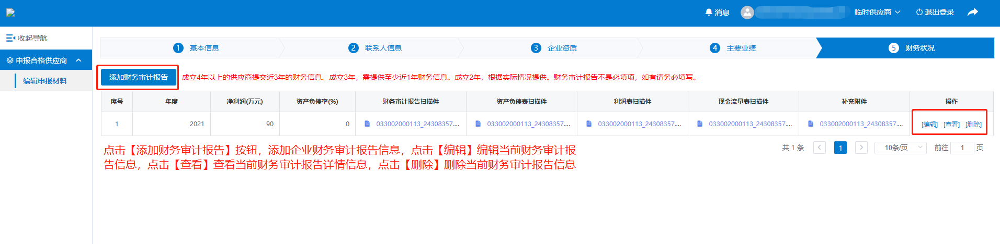 消息
临时供应商
退出登录
收起导航
申报合格供应商
编辑申报材料
1 基本信息
2 联系人信息
3 企业资质
4 主要业绩
5 财务状况
添加财务审计报告 成立4年以上的供应商提交近3年的财务信息。成立3年，需提供至少近1年财务信息。成立2年，根据实际情况提供。财务审计报告不是必填项，如有请务必填写。
序号 年度 净利润(万元) 资产负债率(%) 财务审计报告扫描件 资产负债表扫描件 利润表扫描件 现金流量表扫描件 补充附件 操作
1 2021 90 0 033002000113_24308357.... 033002000113_24308357.... 033002000113_24308357.... 033002000113_24308357.... 033002000113_24308357.... [编辑] [查看] [删除]
点击【添加财务审计报告】按钮，添加企业财务审计报告信息，点击【编辑】编辑当前财务审计报
告信息，点击【查看】查看当前财务审计报告详情信息，点击【删除】删除当前财务审计报告信息
共 1 条 < 1 > 10条/页 前往 1 页